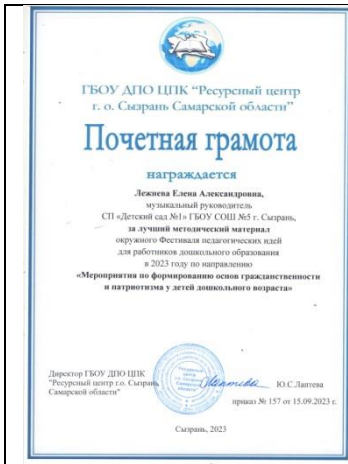 ГБОУ ДПО ЦПК “Ресурсный центр
г. о. Сызрань Самарской области”
Почетная грамота
награждается
Лежнева Елена Александровна,
музыкальный руководитель
СП «Детский сад №1» ГБОУ СОШ №5 г. Сызрань,
за лучший методический материал
окружного Фестиваля педагогических идей
для работников дошкольного образования
в 2023 году по направлению
«Мероприятия по формированию основ гражданственности
и патриотизма у детей дошкольного возраста»
Директор ГБОУ ДПО ЦПК
"Ресурсный центр г.о. Сызрань
Самарской области"
Ю.С.Лаптева
приказ № 157 от 15.09.2023 г.
Сызрань, 2023